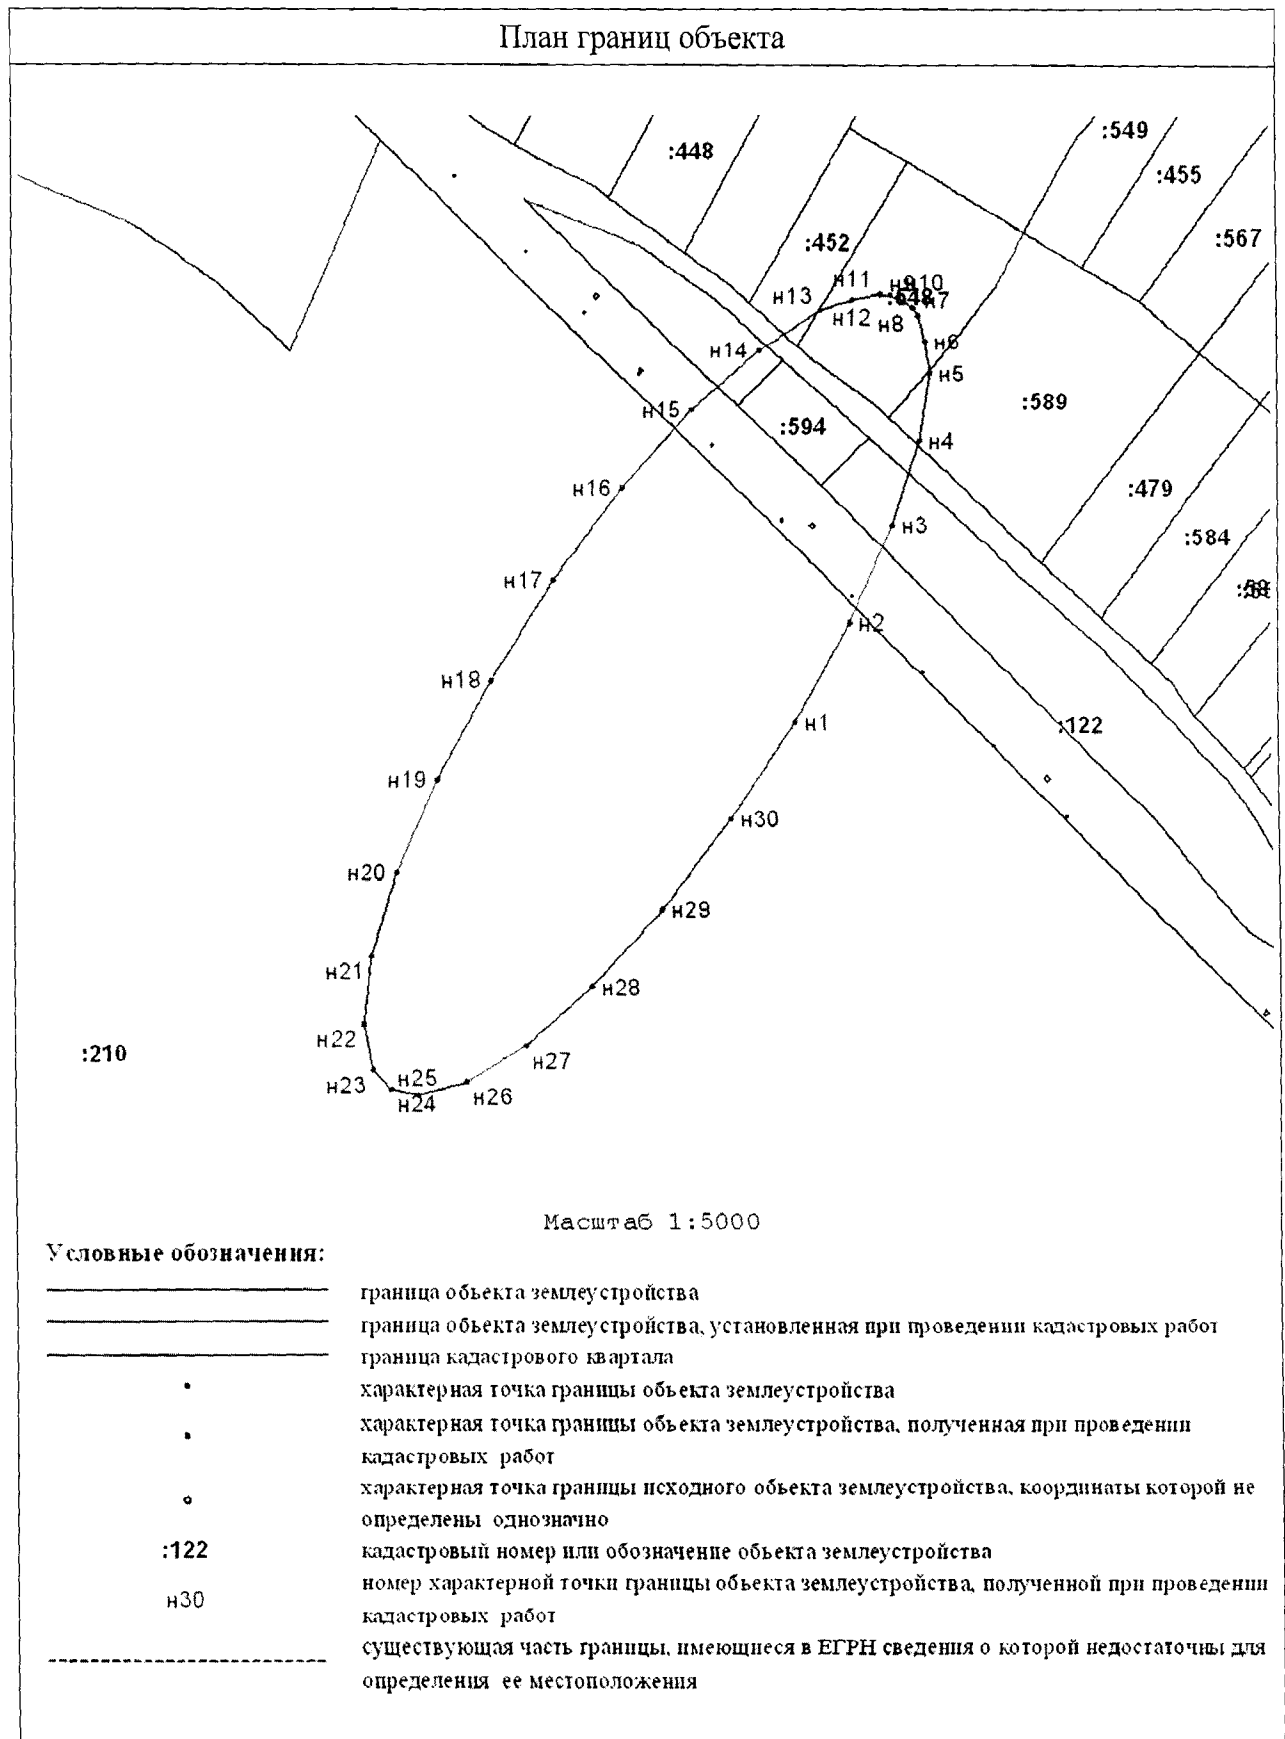 План границ объекта
:549
:448
:455
:567
:452
н11
н10
:648
н13
н7
н12
н8
н6
н14
н5
н15
:589
:594
н4
н16
:479
н3
:584
н17
н2
н18
н1
:122
н19
н30
н20
н29
н21
н28
н22
:210
н27
н23
н25
н26
н24
Масштаб 1:5000
Условные обозначения:
граница объекта землеустройства
граница объекта землеустройства, установленная при проведении кадастровых работ
граница кадастрового квартала
характерная точка границы объекта землеустройства
характерная точка границы объекта землеустройства, полученная при проведении
кадастровых работ
характерная точка границы исходного объекта землеустройства, координаты которой не
определены однозначно
:122 кадастровый номер или обозначение объекта землеустройства
н30 номер характерной точки границы объекта землеустройства, полученной при проведении
кадастровых работ
существующая часть границы, имеющиеся в ЕГРН сведения о которой недостаточны для
определения ее местоположения